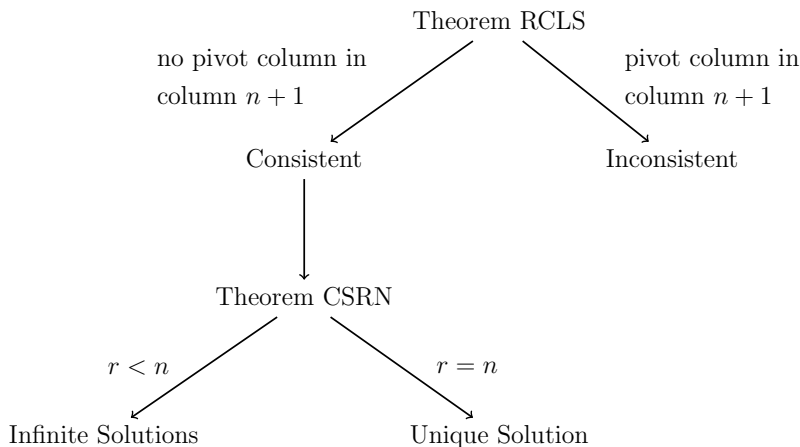 Theorem RCLS
no pivot column in
column n + 1
pivot column in
column n + 1
Consistent
Inconsistent
Theorem CSRN
r < n
r = n
Infinite Solutions
Unique Solution